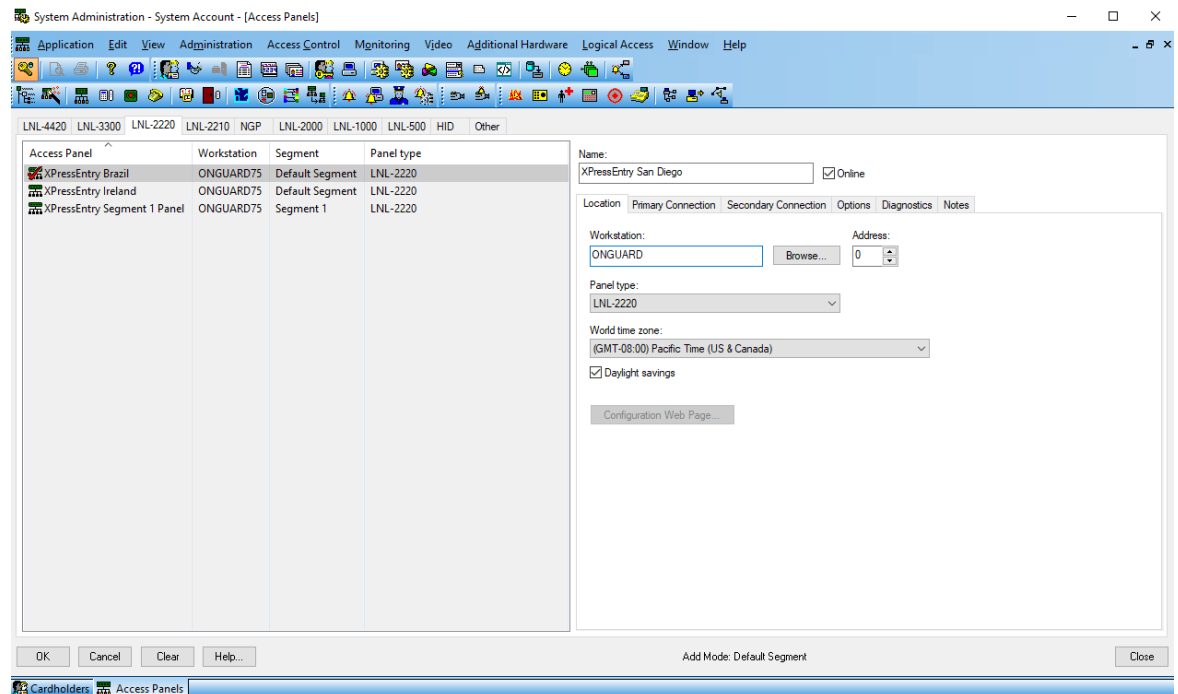 System Administration - System Account - [Access Panels]
Application Edit View Administration Access Control Monitoring Video Additional Hardware Logical Access Window Help
LNL-4420 LNL-3300 LNL-2220 LNL-2210 NGP LNL-2000 LNL-1000 LNL-500 HID Other
Access Panel Workstation Segment Panel type
XPressEntry Brazil ONGUARD75 Default Segment LNL-2220
XPressEntry Ireland ONGUARD75 Default Segment LNL-2220
XPressEntry Segment 1 Panel ONGUARD75 Segment 1 LNL-2220
Name:
XPressEntry San Diego Online
Location Primary Connection Secondary Connection Options Diagnostics Notes
Workstation: Address:
ONGUARD Browse... 0
Panel type:
LNL-2220
World time zone:
(GMT-08:00) Pacific Time (US & Canada)
Daylight savings
Configuration Web Page...
OK Cancel Clear Help... Add Mode: Default Segment Close
Cardholders Access Panels